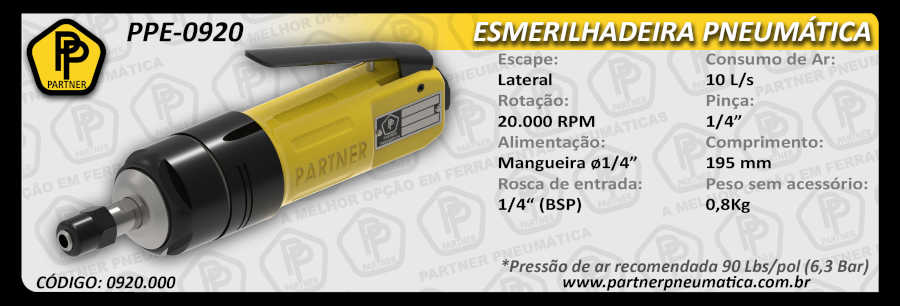 PPE-0920
ESMERILHADEIRA PNEUMÁTICA
PP
PARTNER
Escape:
Lateral
Rotação:
20.000 RPM
Alimentação:
Mangueira ø1/4”
Rosca de entrada:
1/4“ (BSP)
Consumo de Ar:
10 L/s
Pinça:
1/4”
Comprimento:
195 mm
Peso sem acessório:
0,8Kg
PARTNER
CÓDIGO: 0920.000
*Pressão de ar recomendada 90 Lbs/pol (6,3 Bar)
www.partnerpneumatica.com.br